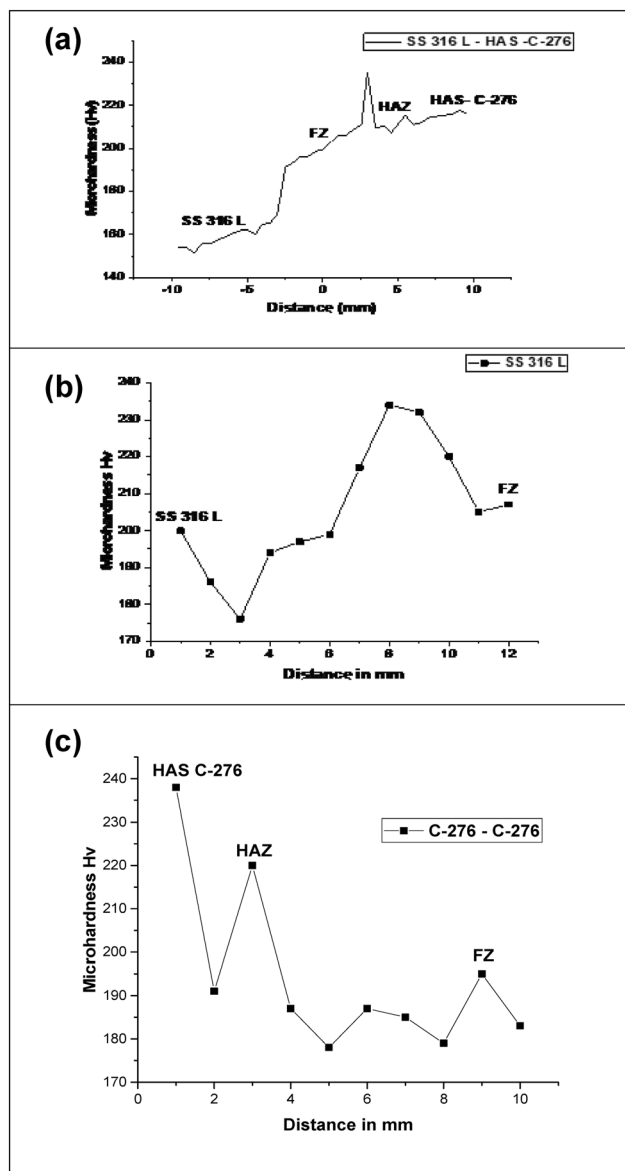 (a)
SS 316 L - HAS -C-276
240
220
200
180
160
140
Microhardness (Hv)
SS 316 L
FZ
HAZ
HAS- C-276
-10
-5
0
5
10
Distance (mm)
(b)
SS 316 L
240
230
220
210
200
190
180
170
Microhardness Hv
SS 316 L
FZ
0
2
4
6
8
10
12
Distance in mm
(c)
HAS C-276
C-276 - C-276
HAZ
FZ
240
230
220
210
200
190
180
170
Microhardness Hv
0
2
4
6
8
10
Distance in mm